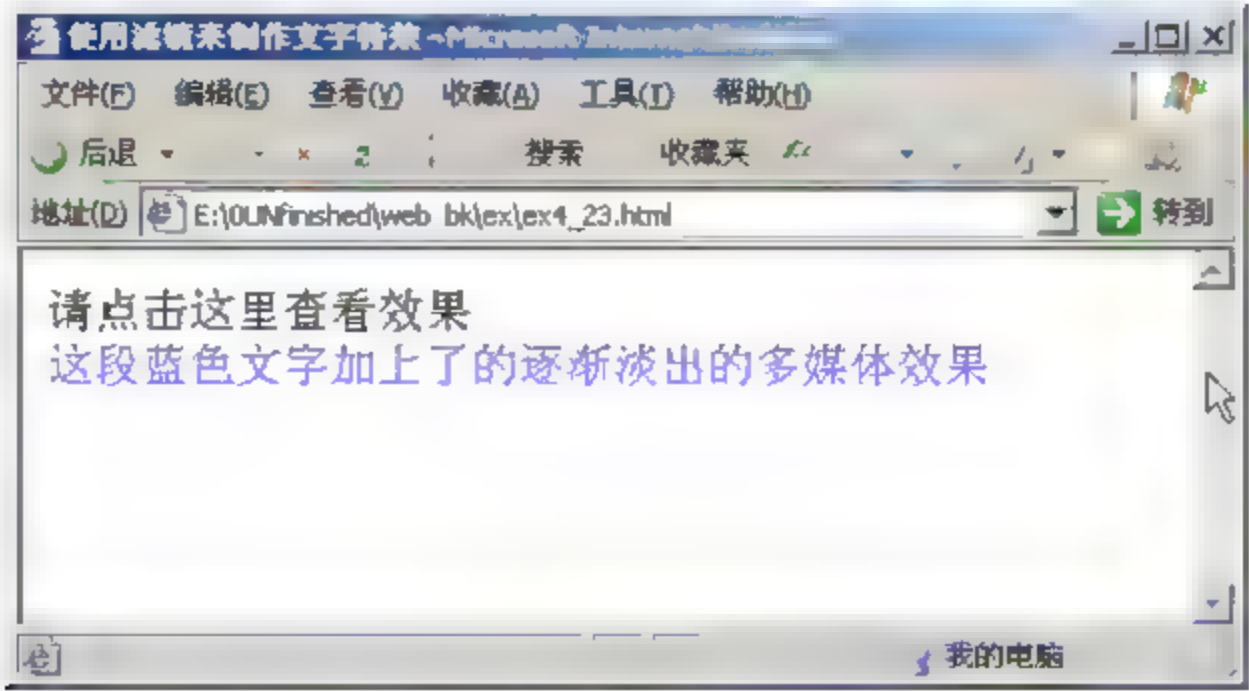 使用滤镜来制作文字特效 - Microsoft
文件(F) 编辑(E) 查看(V) 收藏(A) 工具(T) 帮助(H)
后退 搜索 收藏夹
地址(D) E:\0UNfinished\web bk\ex\ex4_23.html 转到
请点击这里查看效果
这段蓝色文字加上了的逐渐淡出的多媒体效果
我的电脑